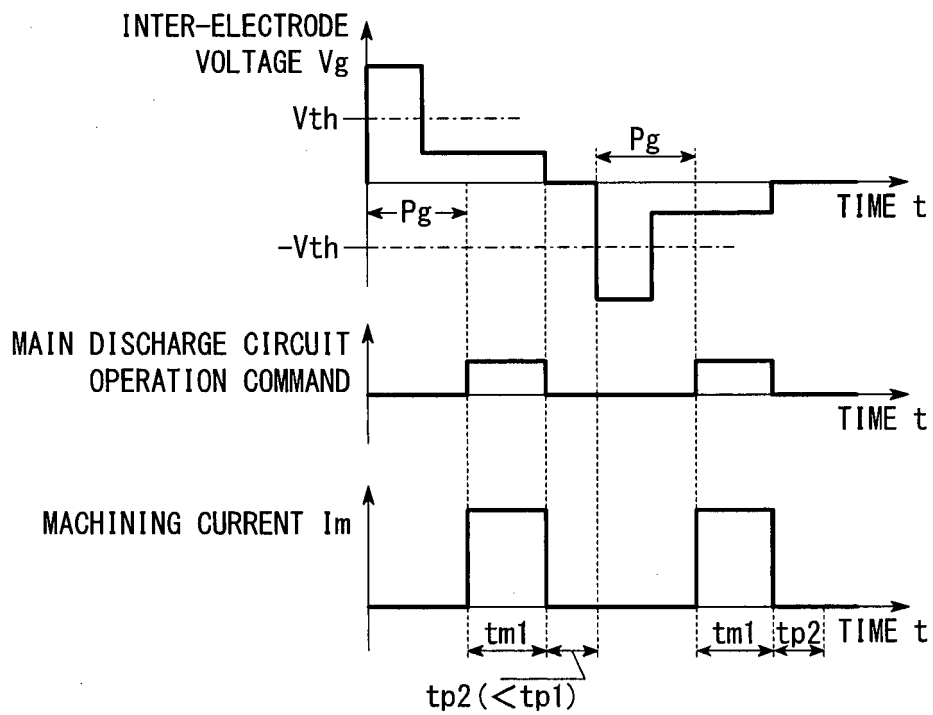 INTER-ELECTRODE
VOLTAGE Vg
Vth
Pg
TIME t
Pg
-Vth
MAIN DISCHARGE CIRCUIT
OPERATION COMMAND
TIME t
MACHINING CURRENT Im
TIME t
tm1
tm1
tp2
tp2(<tp1)